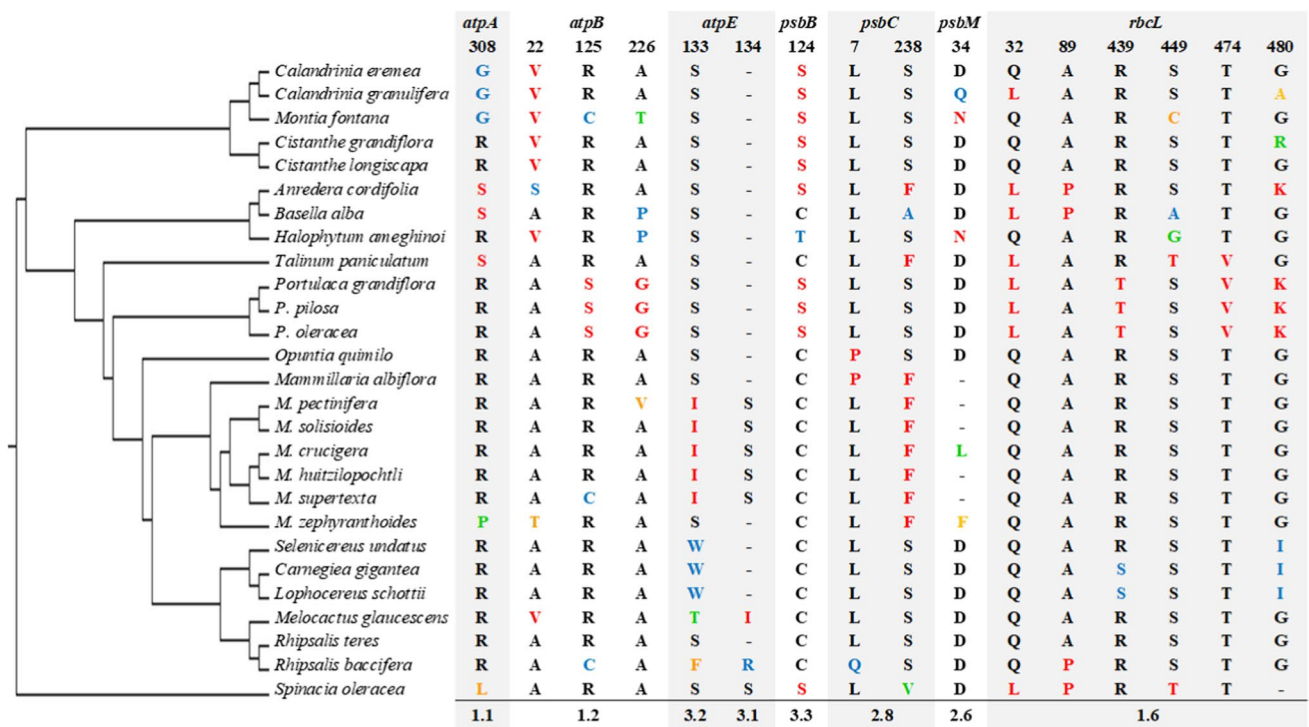 atpA atpB atpE psbB psbC psbM rbcL
308 22 125 226 133 134 124 7 238 34 32 89 439 449 474 480
Calandrinia eremea G V R A S - S L S D Q A R S T G
Calandrinia granulifera G V R A S - S L S Q L A R S T A
Montia fontana G V C T S - S L S N Q A R C T G
Cistanthe grandiflora R V R A S - S L S D Q A R S T R
Cistanthe longiscapa R V R A S - S L S D Q A R S T G
Anredera cordifolia S S R A S - S L F D L P R S T K
Basella alba S A R P S - C L A D L P R A T G
Halophytum ameghinoi R V R P S - T L S N Q A R G T G
Talinum paniculatum S A R A S - C L F D L A R T V G
Portulaca grandiflora R A S G S - S L S D L A T S V K
P. pilosa R A S G S - S L S D L A T S V K
P. oleracea R A S G S - S L S D L A T S V K
Opuntia quimilo R A R A S - C P S D Q A R S T G
Mammillaria albiflora R A R A S - C P F - Q A R S T G
M. pectinifera R A R V I S C L F - Q A R S T G
M. solisioides R A R A I S C L F - Q A R S T G
M. crucigera R A R A I S C L F L Q A R S T G
M. huitzilopochtli R A R A I S C L F - Q A R S T G
M. supertexta R A C A I S C L F - Q A R S T G
M. zephyranthoides P T R A S - C L F F Q A R S T G
Selenicereus undatus R A R A W - C L S D Q A R S T I
Carnegiea gigantea R A R A W - C L S D Q A S S T I
Lophocereus schottii R A R A W - C L S D Q A S S T I
Melocactus glaucescens R V R A T I C L S D Q A R S T G
Rhipsalis teres R A R A S - C L S D Q A R S T G
Rhipsalis baccifera R A C A F R C Q S D Q P R S T G
Spinacia oleracea L A R A S S S L V D L P R T T -
1.1 1.2 3.2 3.1 3.3 2.8 2.6 1.6